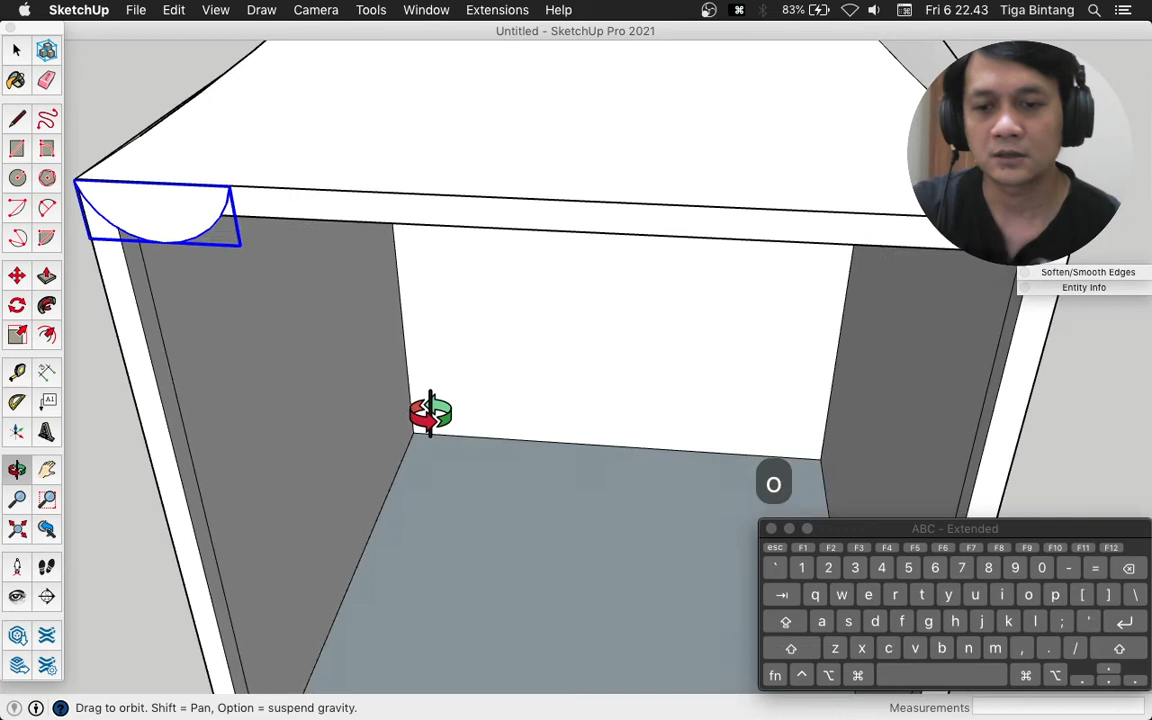 SketchUp File Edit View Draw Camera Tools Window Extensions Help 83% Fri 6 22.43 Tiga Bintang
Untitled - SketchUp Pro 2021
A1
Soften/Smooth Edges
Entity Info
o
ABC - Extended
esc F1 F2 F3 F4 F5 F6 F7 F8 F9 F10 F11 F12
` 1 2 3 4 5 6 7 8 9 0 - =
q w e r t y u i o p [ ] \
a s d f g h j k l ; '
z x c v b n m , . /
fn ^ ⌥ ⌘ ⌘ ⌥
Drag to orbit. Shift = Pan, Option = suspend gravity. Measurements